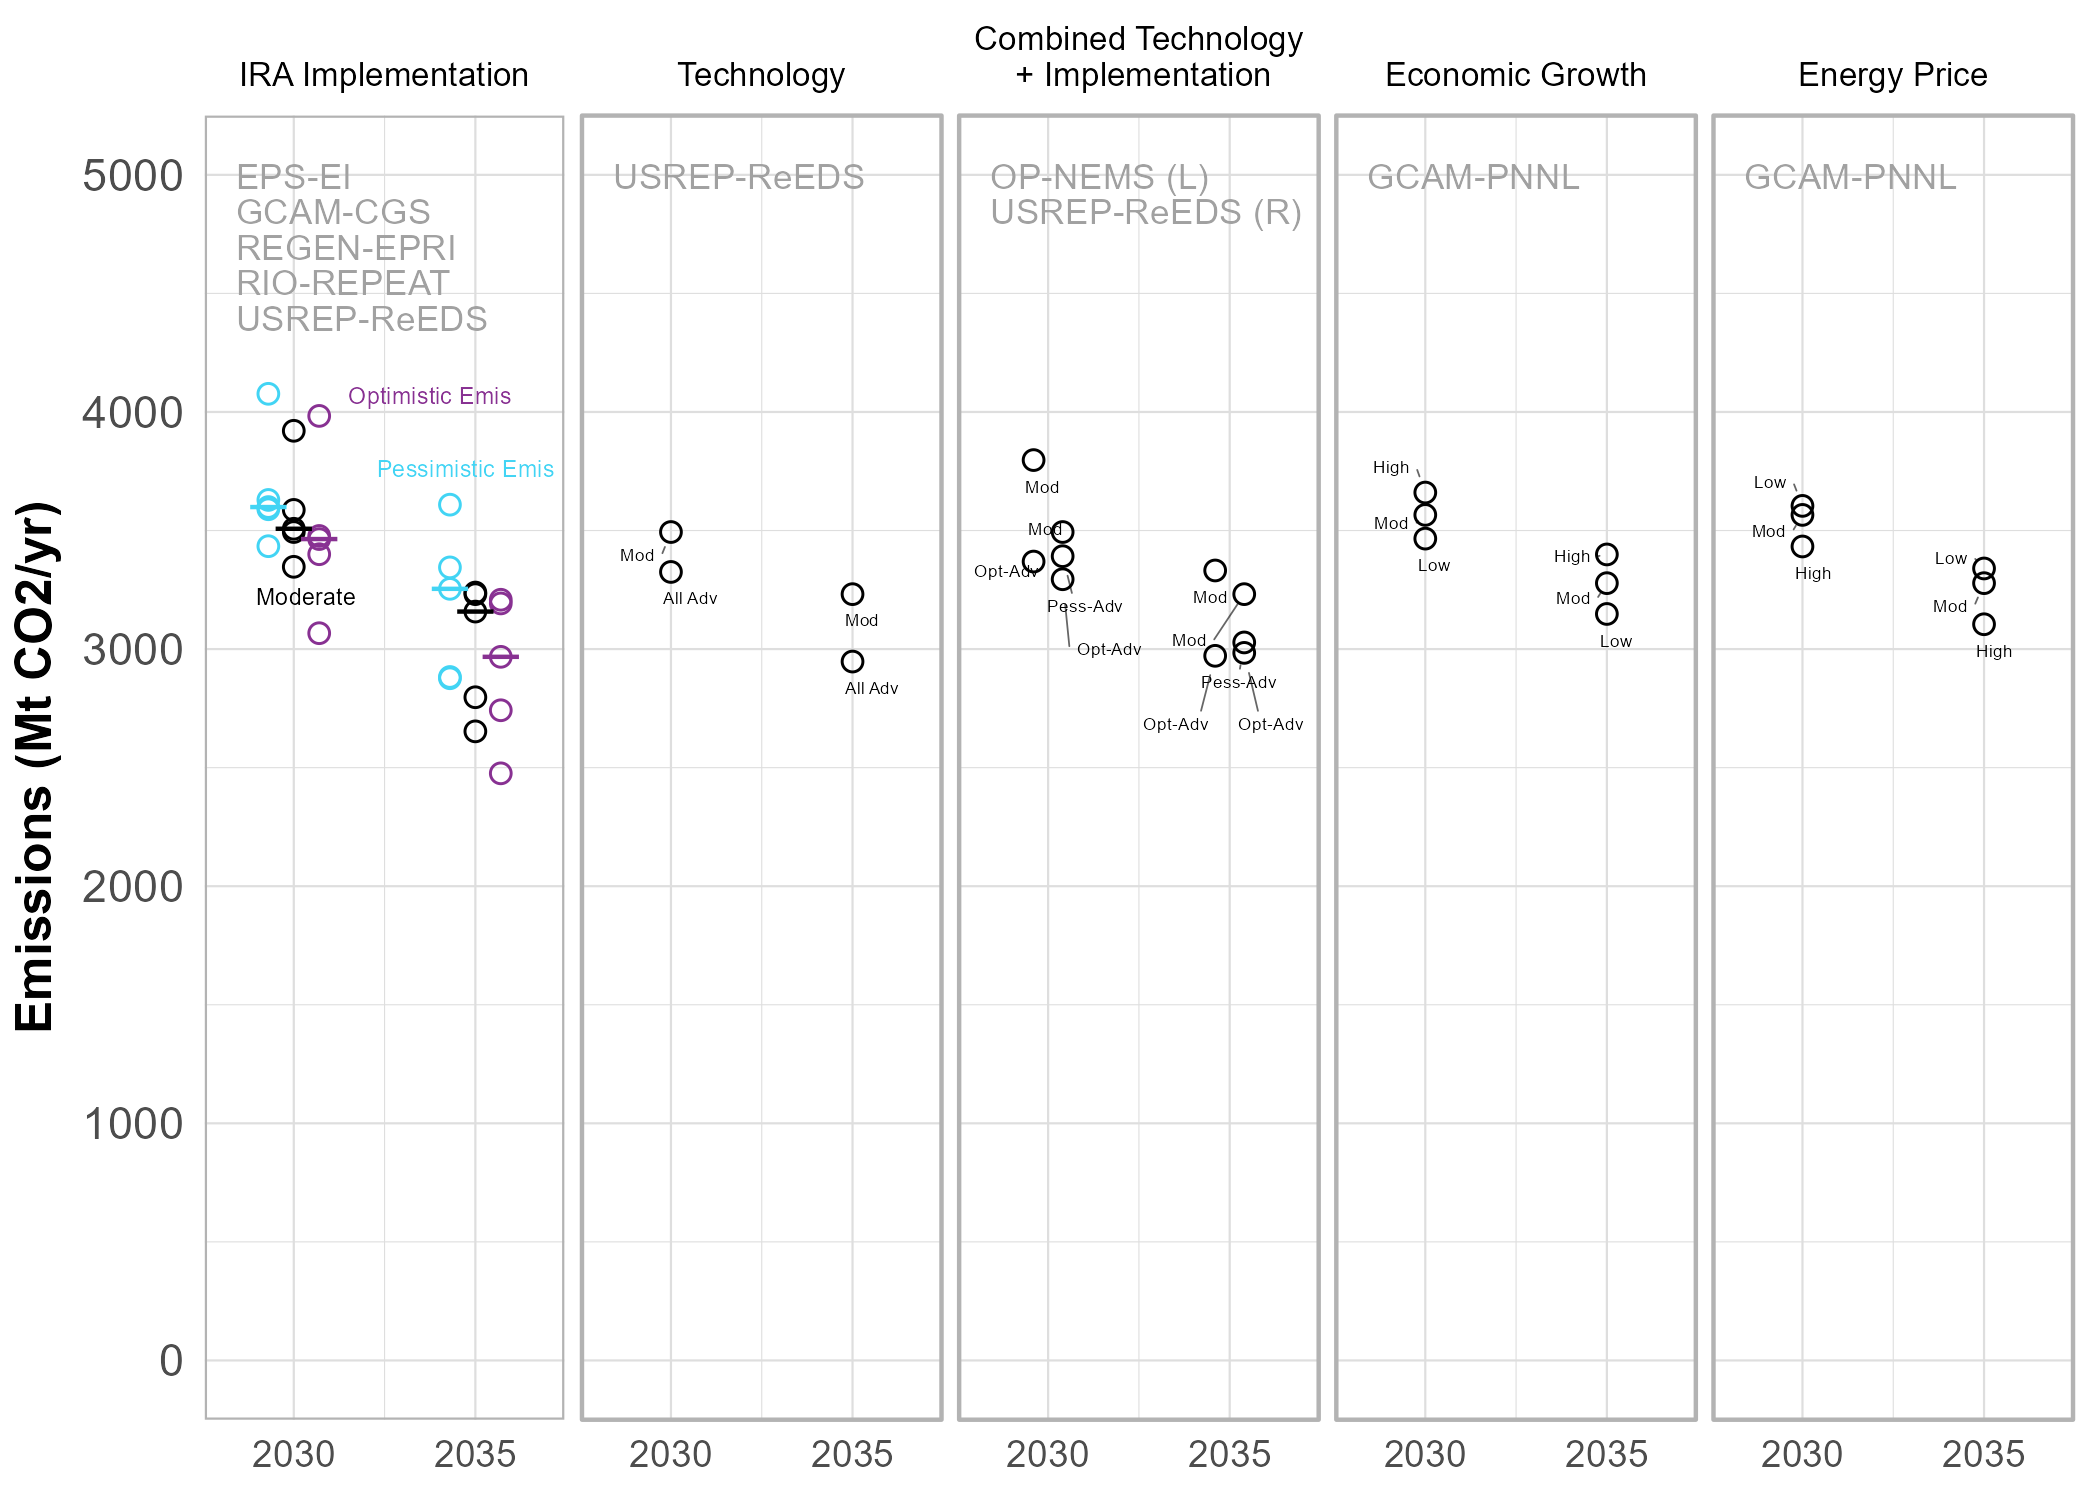 IRA Implementation
Technology
Combined Technology
+ Implementation
Economic Growth
Energy Price
Emissions (Mt CO2/yr)
5000
4000
3000
2000
1000
0
EPS-EI
GCAM-CGS
REGEN-EPRI
RIO-REPEAT
USREP-ReEDS
Optimistic Emis
Pessimistic Emis
Moderate
2030
2035
USREP-ReEDS
Mod
All Adv
Mod
All Adv
2030
2035
OP-NEMS (L)
USREP-ReEDS (R)
Mod
Mod
Opt-Adv
Pess-Adv
Opt-Adv
Mod
Mod
Pess-Adv
Opt-Adv
Opt-Adv
2030
2035
GCAM-PNNL
High
Mod
Low
High
Mod
Low
2030
2035
GCAM-PNNL
Low
Mod
High
Low
Mod
High
2030
2035